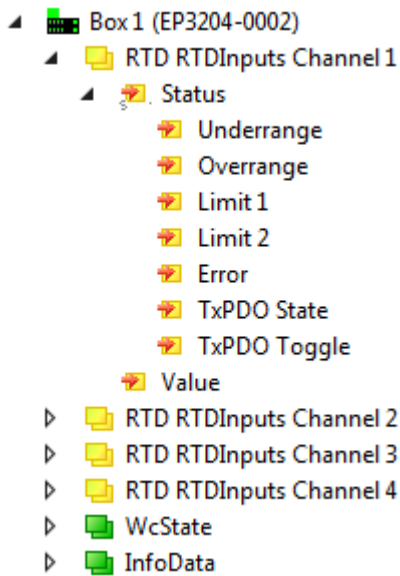 Box 1 (EP3204-0002)
RTD RTDInputs Channel 1
Status
Underrange
Overrange
Limit 1
Limit 2
Error
TxPDO State
TxPDO Toggle
Value
RTD RTDInputs Channel 2
RTD RTDInputs Channel 3
RTD RTDInputs Channel 4
WcState
InfoData